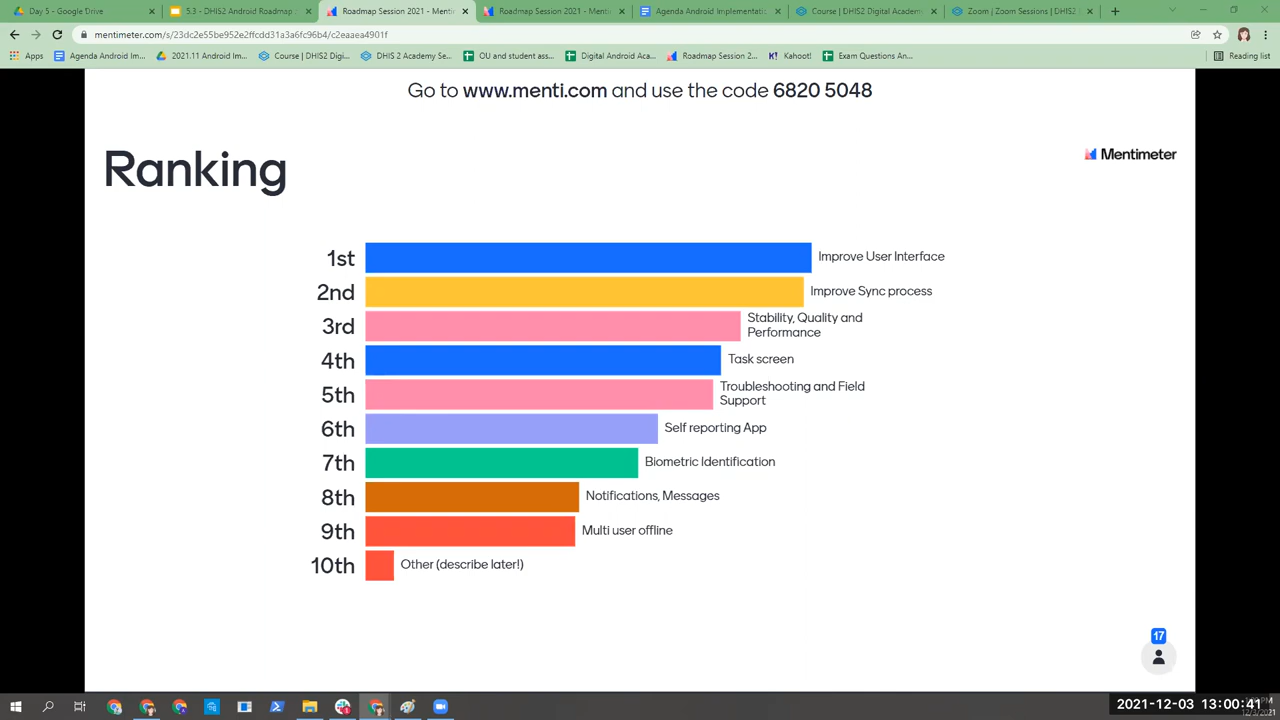 Day 5 - Google Drive
5.3 - DHIS2 Android Roadmap
Roadmap Session 2021 - Menti
Roadmap Session 2021 - Menti
Agenda Android Implementatio
Course | DHIS2 Digital Academ
Zoom / Zoom Sessions | DHIS2
mentimeter.com/s/23dc2e55be952e2ffcdd31a3a6fc96b4/c2eaaea4901f
Apps
Agenda Android Im...
2021.11 Android Im...
Course | DHIS2 Digi...
DHIS 2 Academy Se...
OU and student ass...
Digital Android Aca...
Roadmap Session 2...
Kahoot!
Exam Questions An...
Reading list
Go to www.menti.com and use the code 6820 5048
Ranking
Mentimeter
1st Improve User Interface
2nd Improve Sync process
3rd Stability, Quality and
Performance
4th Task screen
5th Troubleshooting and Field
Support
6th Self reporting App
7th Biometric Identification
8th Notifications, Messages
9th Multi user offline
10th Other (describe later!)
17
2021-12-03 13:00:41